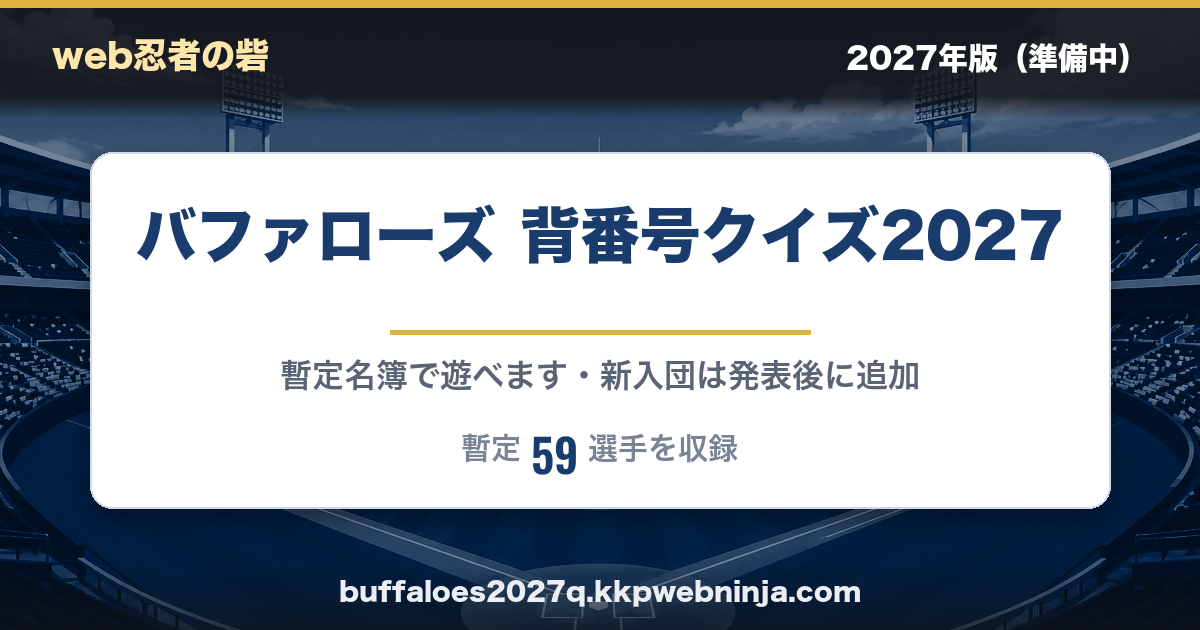 web忍者の砦
2027年版（準備中）
バファローズ 背番号クイズ2027
暫定名簿で遊べます・新入団は発表後に追加
暫定 59 選手を収録
buffaloes2027q.kkpwebninja.com